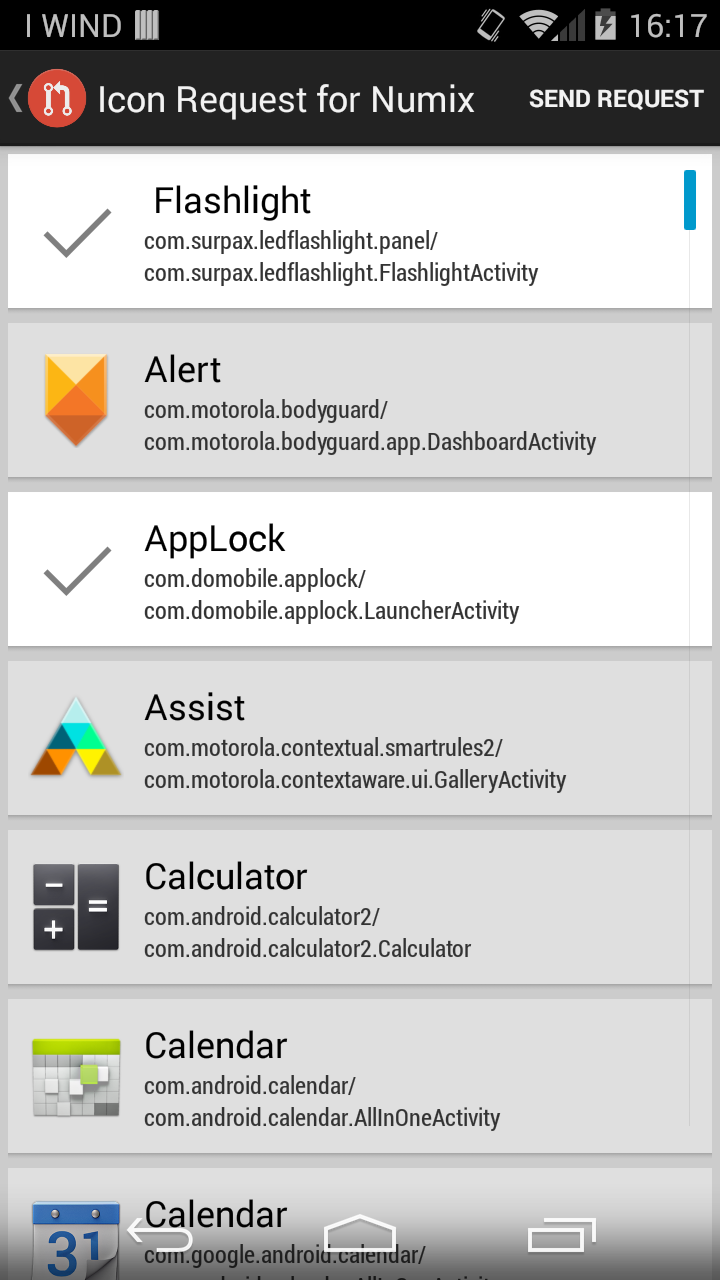 I WIND
16:17
Icon Request for Numix
SEND REQUEST
Flashlight
com.surpax.ledflashlight.panel/
com.surpax.ledflashlight.FlashlightActivity
Alert
com.motorola.bodyguard/
com.motorola.bodyguard.app.DashboardActivity
AppLock
com.domobile.applock/
com.domobile.applock.LauncherActivity
Assist
com.motorola.contextual.smartrules2/
com.motorola.contextaware.ui.GalleryActivity
Calculator
com.android.calculator2/
com.android.calculator2.Calculator
Calendar
com.android.calendar/
com.android.calendar.AllInOneActivity
Calendar
31
com.google.android.calendar/